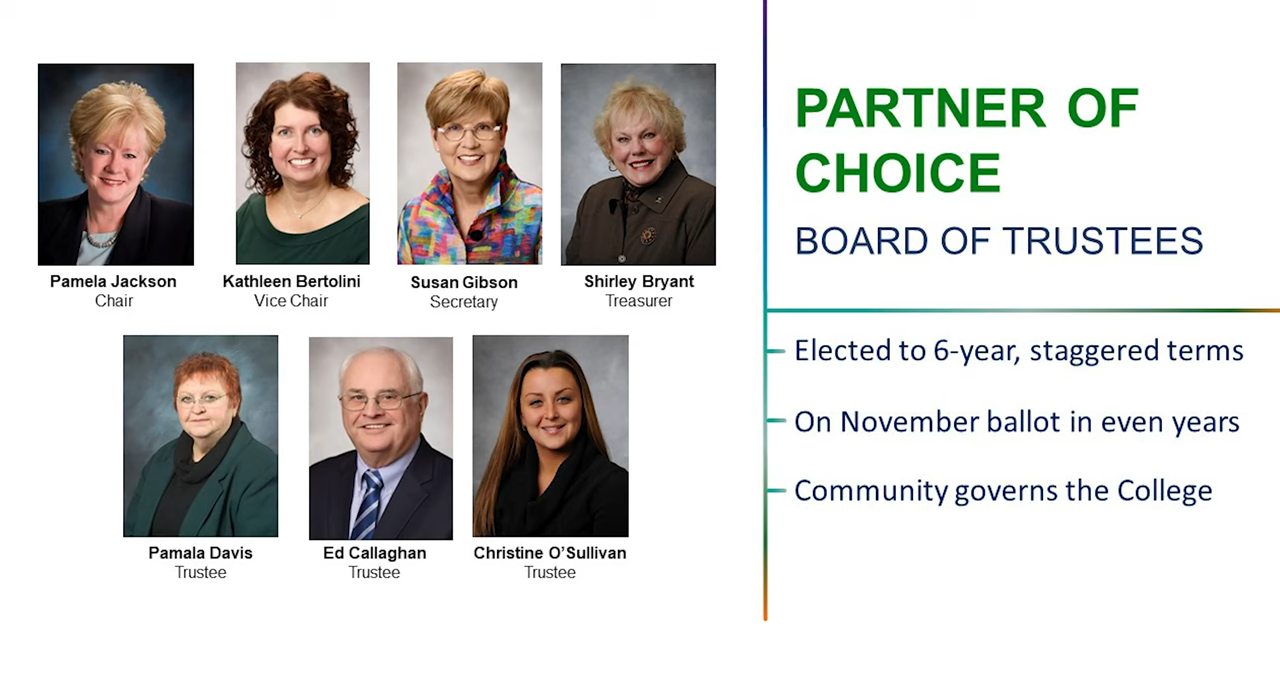 Pamela Jackson
Chair
Kathleen Bertolini
Vice Chair
Susan Gibson
Secretary
Shirley Bryant
Treasurer
Pamala Davis
Trustee
Ed Callaghan
Trustee
Christine O'Sullivan
Trustee
PARTNER OF
CHOICE
BOARD OF TRUSTEES
Elected to 6-year, staggered terms
On November ballot in even years
Community governs the College